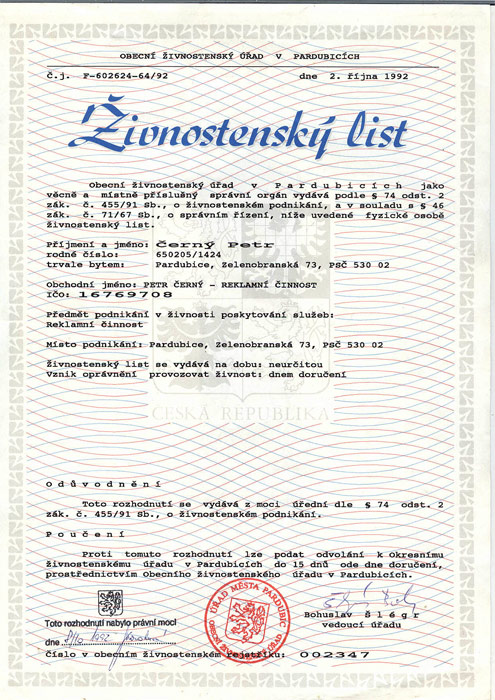 OBECNÍ ŽIVNOSTENSKÝ ÚŘAD V PARDUBICÍCH
Č.j. F-602624-64/92 dne 2. října 1992
Živnostenský list
Obecní živnostenský úřad v Pardubicích jako
věcně a místně příslušný správní orgán vydává podle § 74 odst. 2
zák. č. 455/91 Sb., o živnostenském podnikání, a v souladu s § 46
zák. č. 71/67 Sb., o správním řízení, níže uvedené fyzické osobě
živnostenský list.
Příjmení a jméno: Černý Petr
rodné číslo: 650205/1424
trvale bytem: Pardubice, Zelenobranská 73, PSČ 530 02
Obchodní jméno: PETR ČERNÝ - REKLAMNÍ ČINNOST
IČO: 16769708
Předmět podnikání v živnosti poskytování služeb:
Reklamní činnost
Místo podnikání: Pardubice, Zelenobranská 73, PSČ 530 02
Živnostenský list se vydává na dobu: neurčitou
Vznik oprávnění provozovat živnost: dnem doručení
ČESKÁ REPUBLIKA
Odůvodnění
Toto rozhodnutí se vydává z moci úřední dle § 74 odst. 2
zák. č. 455/91 Sb., o živnostenském podnikání.
Poučení
Proti tomuto rozhodnutí lze podat odvolání k okresnímu
živnostenskému úřadu v Pardubicích do 15 dnů ode dne doručení,
prostřednictvím Obecního živnostenského úřadu v Pardubicích.
ÚŘAD MĚSTA PARDUBIC
OBECNÍ ŽIVNOSTENSKÝ ÚŘAD
Bohuslav Šlégr
vedoucí úřadu
Toto rozhodnutí nabylo právní moci
dne 1992
Číslo v obecním živnostenském rejstříku: 002347